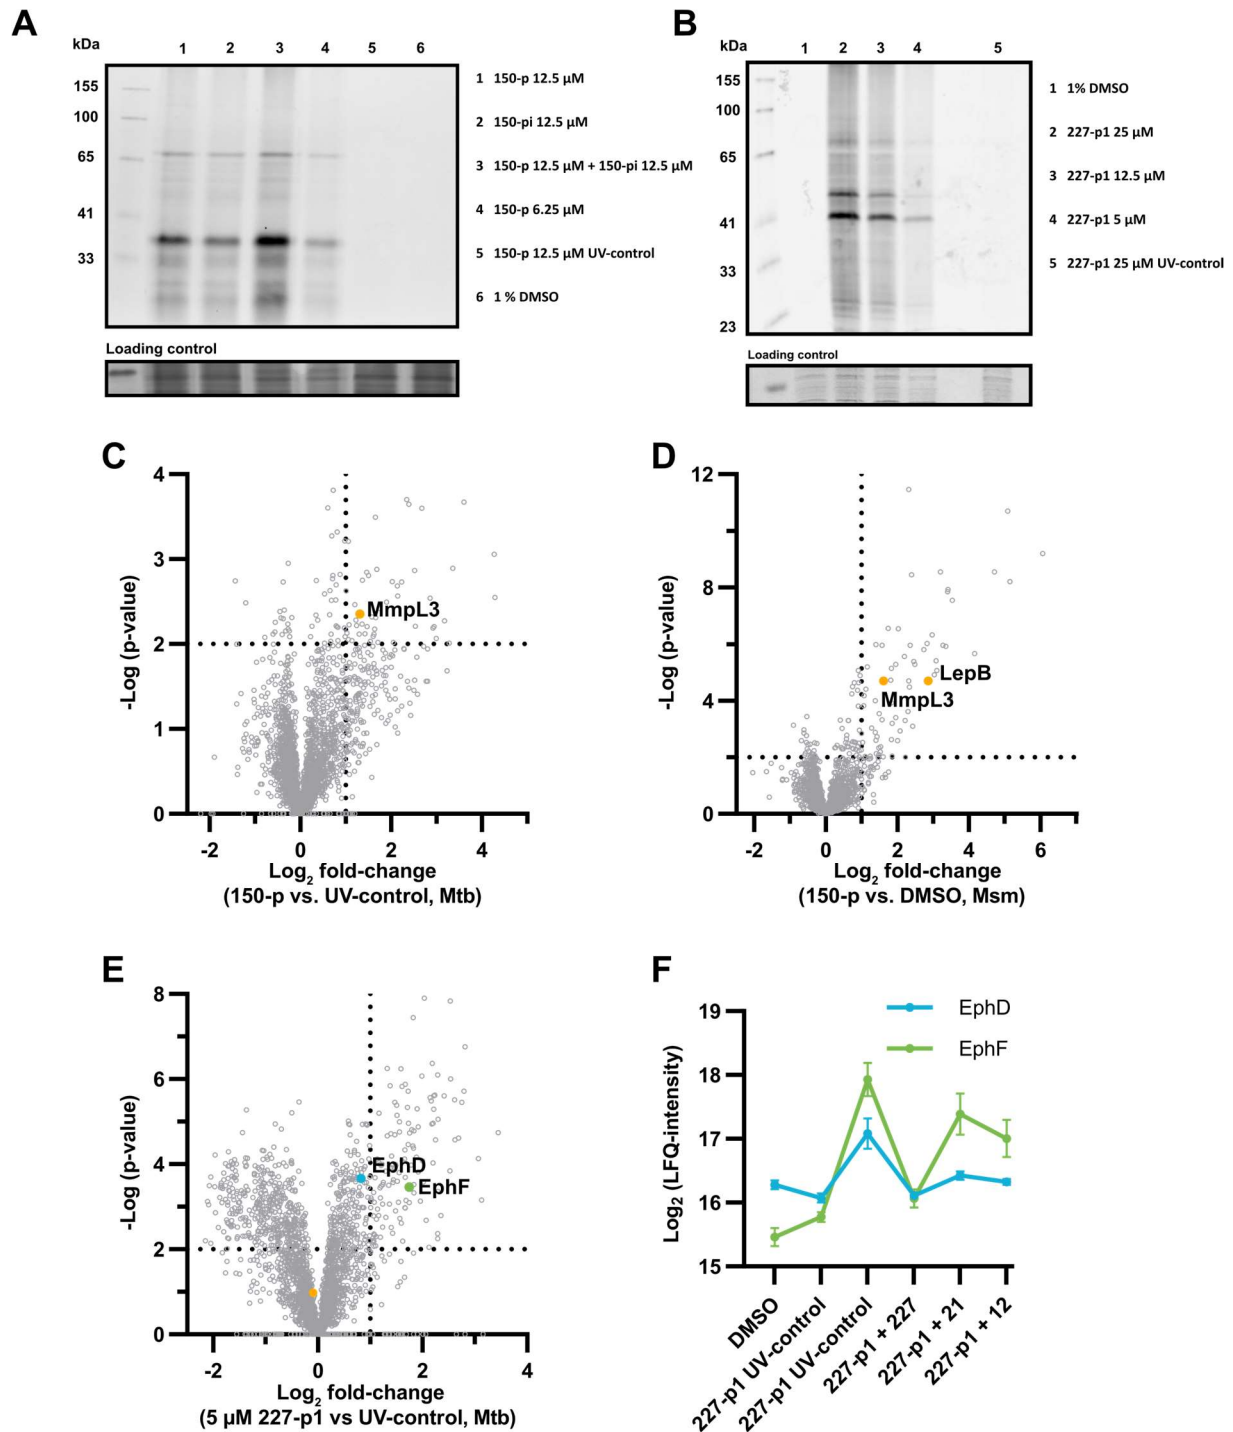 A
kDa
1 2 3 4 5 6
155
100
65
41
33
1 150-p 12.5 µM
2 150-pi 12.5 µM
3 150-p 12.5 µM + 150-pi 12.5 µM
4 150-p 6.25 µM
5 150-p 12.5 µM UV-control
6 1 % DMSO
Loading control
B
kDa
1 2 3 4 5
155
100
65
41
33
23
1 1% DMSO
2 227-p1 25 µM
3 227-p1 12.5 µM
4 227-p1 5 µM
5 227-p1 25 µM UV-control
Loading control
C
-Log (p-value)
4
3
2
1
0
MmpL3
-2 0 2 4
Log2 fold-change
(150-p vs. UV-control, Mtb)
D
-Log (p-value)
12
8
4
0
LepB
MmpL3
-2 0 2 4 6
Log2 fold-change
(150-p vs. DMSO, Msm)
E
-Log (p-value)
8
6
4
2
0
EphD
EphF
-2 0 2 4
Log2 fold-change
(5 µM 227-p1 vs UV-control, Mtb)
F
Log2 (LFQ-intensity)
19
18
17
16
15
EphD
EphF
DMSO
227-p1 UV-control
227-p1 UV-control
227-p1 + 227
227-p1 + 21
227-p1 + 12